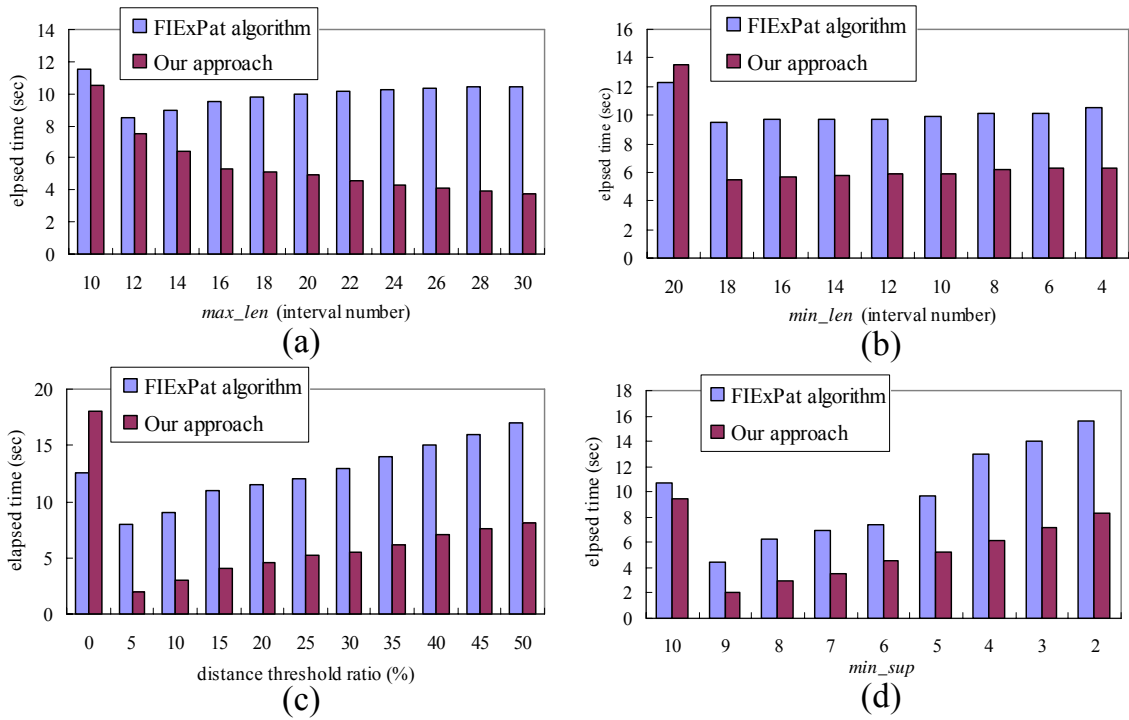 14
12
10
8
6
4
2
0
elpsed time (sec)
FIExPat algorithm
Our approach
10 12 14 16 18 20 22 24 26 28 30
max_len (interval number)
(a)
16
14
12
10
8
6
4
2
0
elpsed time (sec)
FIExPat algorithm
Our approach
20 18 16 14 12 10 8 6 4
min_len (interval number)
(b)
20
15
10
5
0
elapsed time (sec)
FIExPat algorithm
Our approach
0 5 10 15 20 25 30 35 40 45 50
distance threshold ratio (%)
(c)
18
16
14
12
10
8
6
4
2
0
elpsed time (sec)
FIExPat algorithm
Our approach
10 9 8 7 6 5 4 3 2
min_sup
(d)